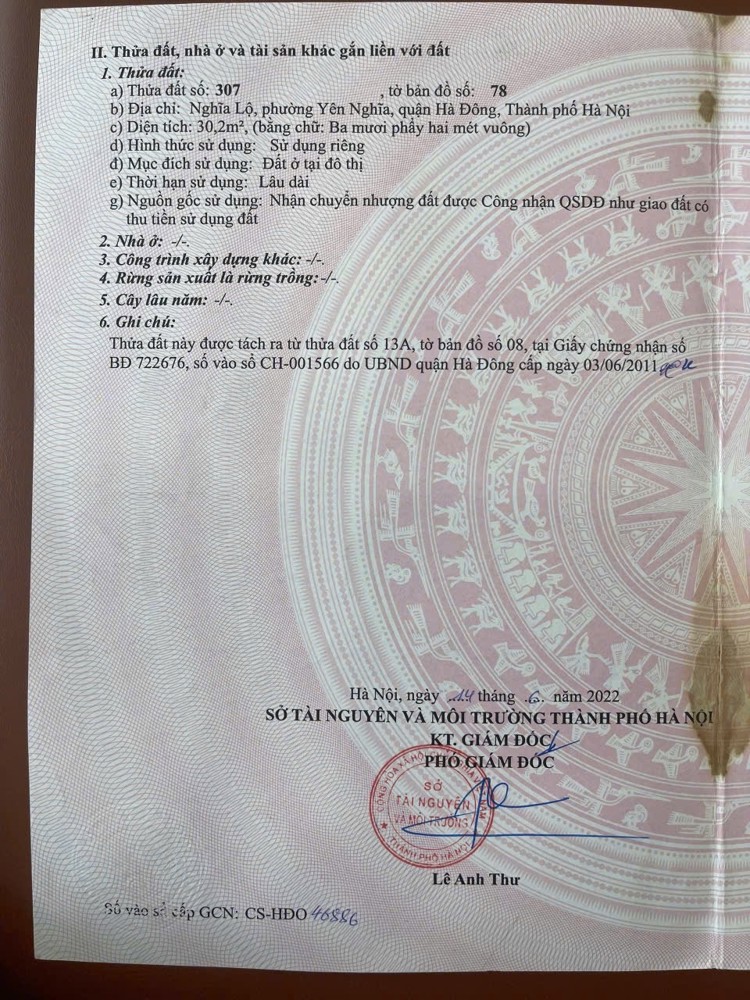 II. Thửa đất, nhà ở và tài sản khác gắn liền với đất
1. Thửa đất:
a) Thửa đất số: 307 , tờ bản đồ số: 78
b) Địa chỉ: Nghĩa Lộ, phường Yên Nghĩa, quận Hà Đông, Thành phố Hà Nội
c) Diện tích: 30,2m², (bằng chữ: Ba mươi phẩy hai mét vuông)
d) Hình thức sử dụng: Sử dụng riêng
đ) Mục đích sử dụng: Đất ở tại đô thị
e) Thời hạn sử dụng: Lâu dài
g) Nguồn gốc sử dụng: Nhận chuyển nhượng đất được Công nhận QSDĐ như giao đất có
thu tiền sử dụng đất
2. Nhà ở: -/-.
3. Công trình xây dựng khác: -/-.
4. Rừng sản xuất là rừng trồng: -/-.
5. Cây lâu năm: -/-.
6. Ghi chú:
Thửa đất này được tách ra từ thửa đất số 13A, tờ bản đồ số 08, tại Giấy chứng nhận số
BĐ 722676, số vào sổ CH-001566 do UBND quận Hà Đông cấp ngày 03/06/2011
Hà Nội, ngày 14 tháng 6 năm 2022
SỞ TÀI NGUYÊN VÀ MÔI TRƯỜNG THÀNH PHỐ HÀ NỘI
KT. GIÁM ĐỐC
PHÓ GIÁM ĐỐC
SỞ
TÀI NGUYÊN
VÀ MÔI TRƯỜNG
THÀNH PHỐ HÀ NỘI
Lê Anh Thư
Số vào sổ cấp GCN: CS-HĐO 46886